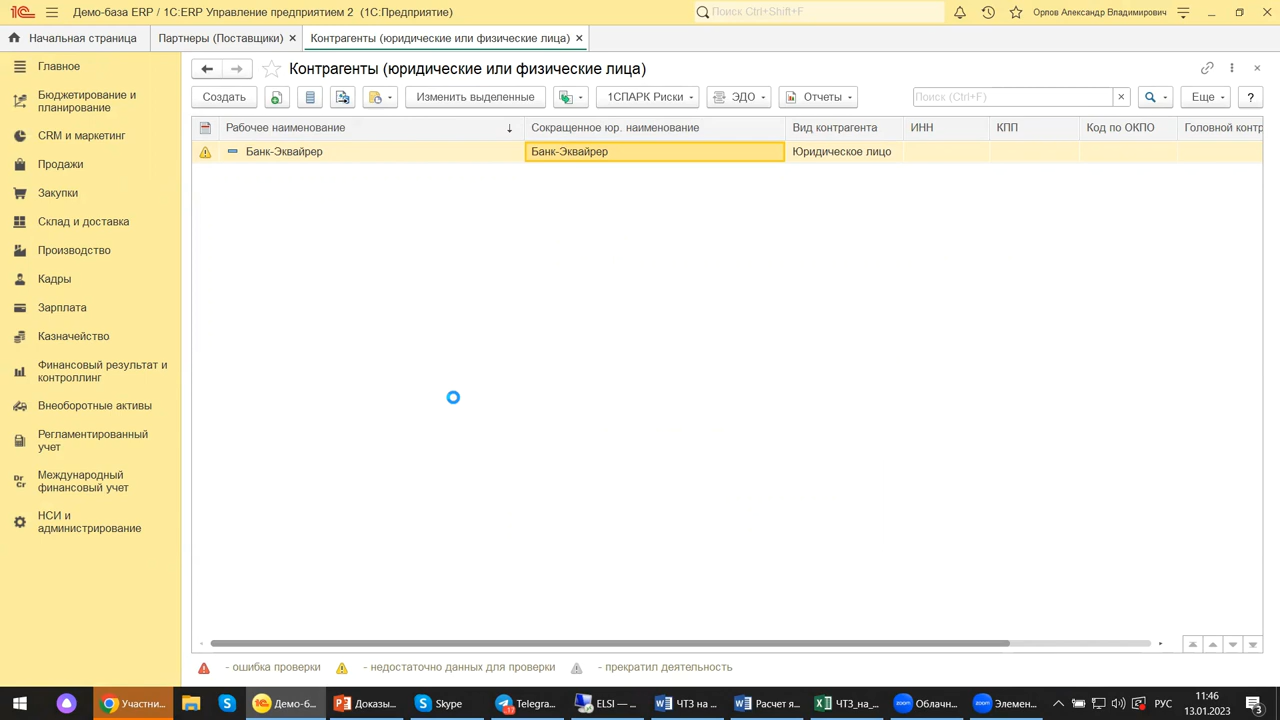 Демо-база ERP / 1С:ERP Управление предприятием 2 (1С:Предприятие)
Поиск Ctrl+Shift+F
Орлов Александр Владимирович
Начальная страница
Партнеры (Поставщики)
Контрагенты (юридические или физические лица)
Главное
Бюджетирование и
планирование
CRM и маркетинг
Продажи
Закупки
Склад и доставка
Производство
Кадры
Зарплата
Казначейство
Финансовый результат и
контроллинг
Внеоборотные активы
Регламентированный
учет
Dr
Cr
Международный
финансовый учет
НСИ и
администрирование
Контрагенты (юридические или физические лица)
Создать
Изменить выделенные
1СПАРК Риски
ЭДО
Отчеты
Поиск (Ctrl+F)
Еще
?
Рабочее наименование ↓ Сокращенное юр. наименование Вид контрагента ИНН КПП Код по ОКПО Головной контр
Банк-Эквайрер Банк-Эквайрер Юридическое лицо
- ошибка проверки - недостаточно данных для проверки - прекратил деятельность
Участни...
Демо-б...
Доказы...
Skype
Telegra...
ELSI — ...
ЧТЗ на ...
Расчет я...
ЧТЗ_на_...
Облачн...
Элемен...
РУС
11:46
13.01.2023
3